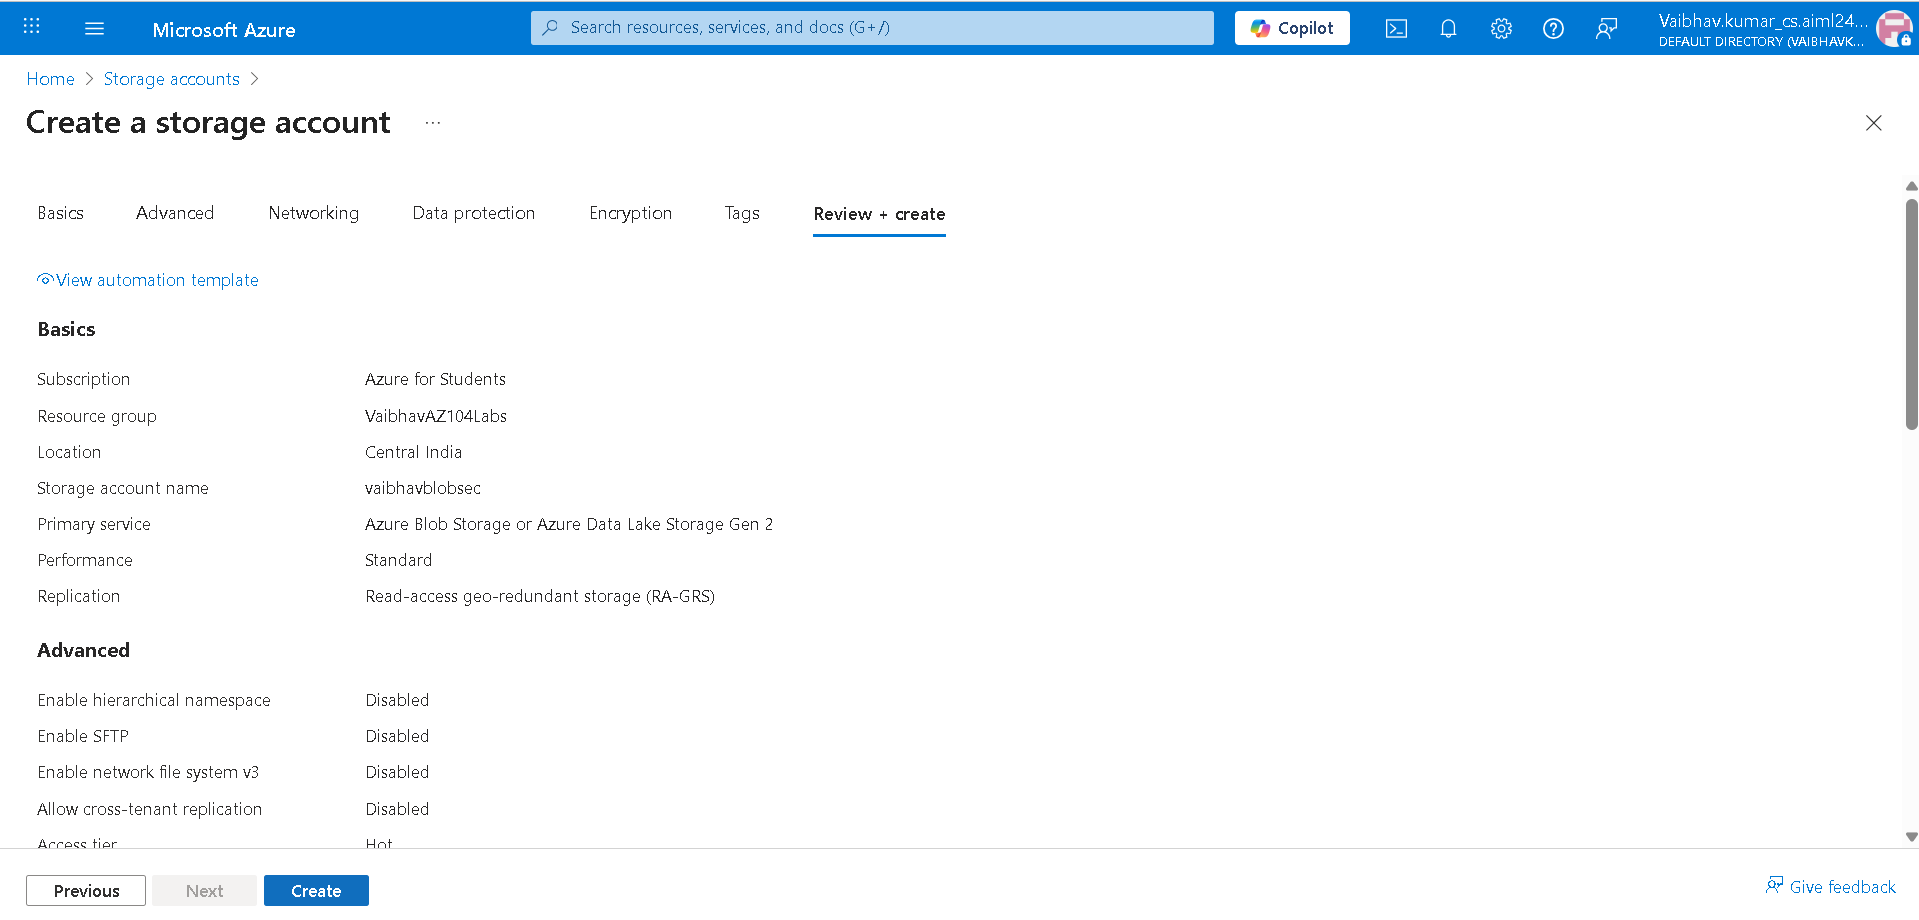 Microsoft Azure
Search resources, services, and docs (G+/)
Copilot
Vaibhav.kumar_cs.aiml24...
DEFAULT DIRECTORY (VAIBHAVK...
Home > Storage accounts >
Create a storage account ...
Basics Advanced Networking Data protection Encryption Tags Review + create
View automation template
Basics
Subscription Azure for Students
Resource group VaibhavAZ104Labs
Location Central India
Storage account name vaibhavblobsec
Primary service Azure Blob Storage or Azure Data Lake Storage Gen 2
Performance Standard
Replication Read-access geo-redundant storage (RA-GRS)
Advanced
Enable hierarchical namespace Disabled
Enable SFTP Disabled
Enable network file system v3 Disabled
Allow cross-tenant replication Disabled
Access tier Hot
Previous Next Create
Give feedback